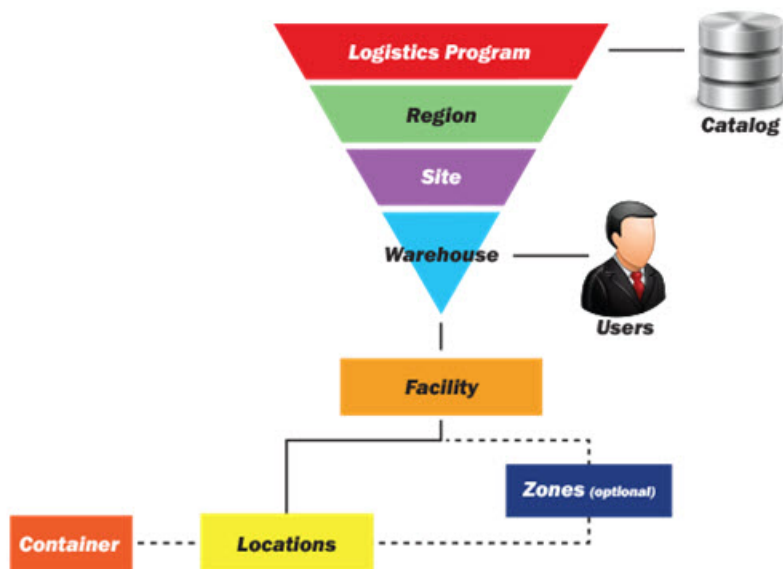 Logistics Program
Region
Catalog
Site
Warehouse
Users
Facility
Zones (optional)
Container
Locations